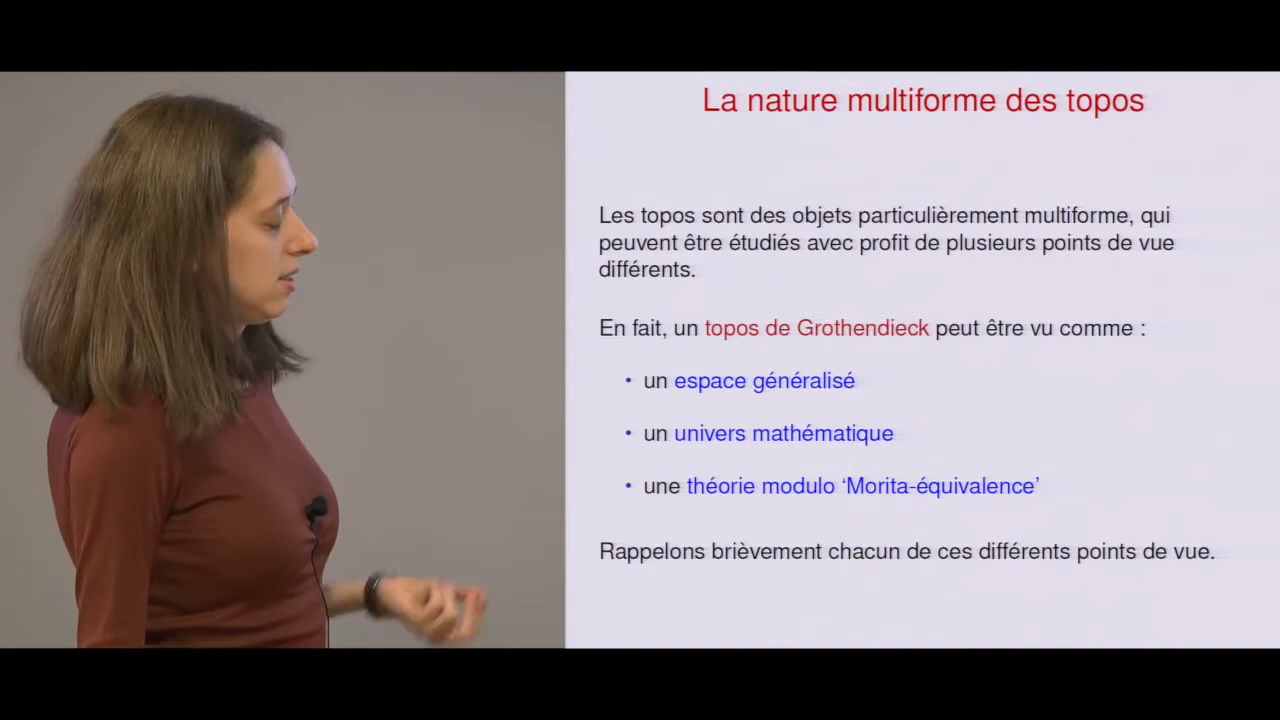 La nature multiforme des topos
Les topos sont des objets particulièrement multiforme, qui
peuvent être étudiés avec profit de plusieurs points de vue
différents.
En fait, un topos de Grothendieck peut être vu comme :
• un espace généralisé
• un univers mathématique
• une théorie modulo ‘Morita-équivalence’
Rappelons brièvement chacun de ces différents points de vue.